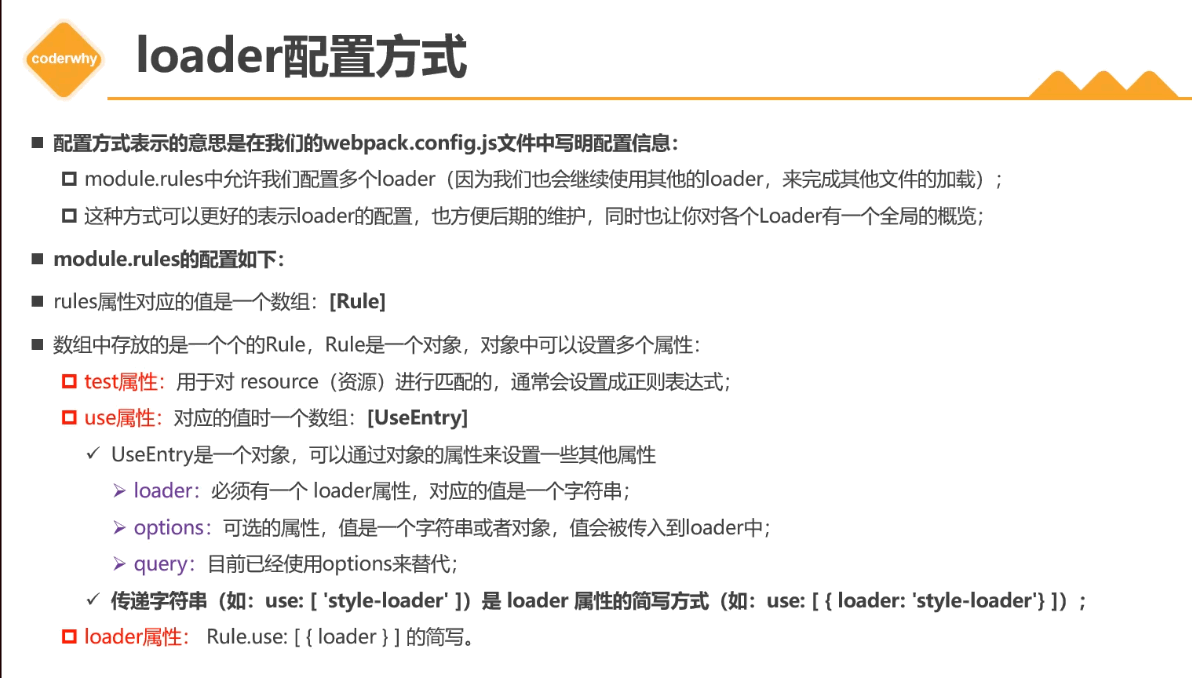 coderwhy
loader配置方式
配置方式表示的意思是在我们的webpack.config.js文件中写明配置信息：
module.rules中允许我们配置多个loader（因为我们也会继续使用其他的loader，来完成其他文件的加载）；
这种方式可以更好的表示loader的配置，也方便后期的维护，同时也让你对各个Loader有一个全局的概览；
module.rules的配置如下：
rules属性对应的值是一个数组：[Rule]
数组中存放的是一个个的Rule，Rule是一个对象，对象中可以设置多个属性：
test属性：用于对 resource（资源）进行匹配的，通常会设置成正则表达式；
use属性：对应的值时一个数组：[UseEntry]
✓ UseEntry是一个对象，可以通过对象的属性来设置一些其他属性
➢ loader：必须有一个 loader属性，对应的值是一个字符串；
➢ options：可选的属性，值是一个字符串或者对象，值会被传入到loader中；
➢ query：目前已经使用options来替代；
✓ 传递字符串（如：use: [ 'style-loader' ]）是 loader 属性的简写方式（如：use: [ { loader: 'style-loader'} ]）；
loader属性： Rule.use: [ { loader } ] 的简写。